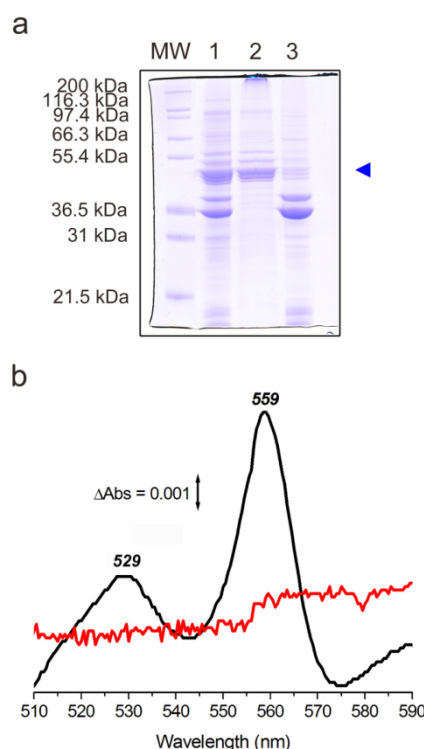 a
MW 1 2 3
200 kDa
116.3 kDa
97.4 kDa
66.3 kDa
55.4 kDa
36.5 kDa
31 kDa
21.5 kDa
b
559
ΔAbs = 0.001
529
510 520 530 540 550 560 570 580 590
Wavelength (nm)